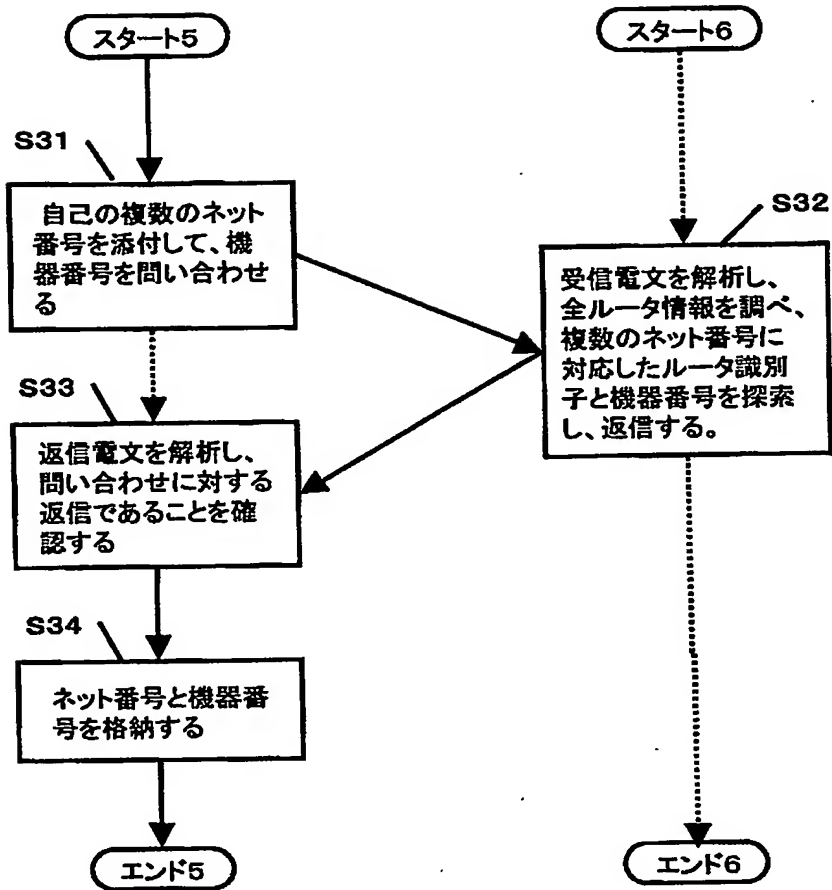 スタート5
スタート6
S31
自己の複数のネット
番号を添付して、機
器番号を問い合わせ
る
S32
受信電文を解析し、
全ルータ情報を調べ、
複数のネット番号に
対応したルータ識別
子と機器番号を探索
し、返信する。
S33
返信電文を解析し、
問い合わせに対する
返信であることを確
認する
S34
ネット番号と機器番
号を格納する
エンド5
エンド6